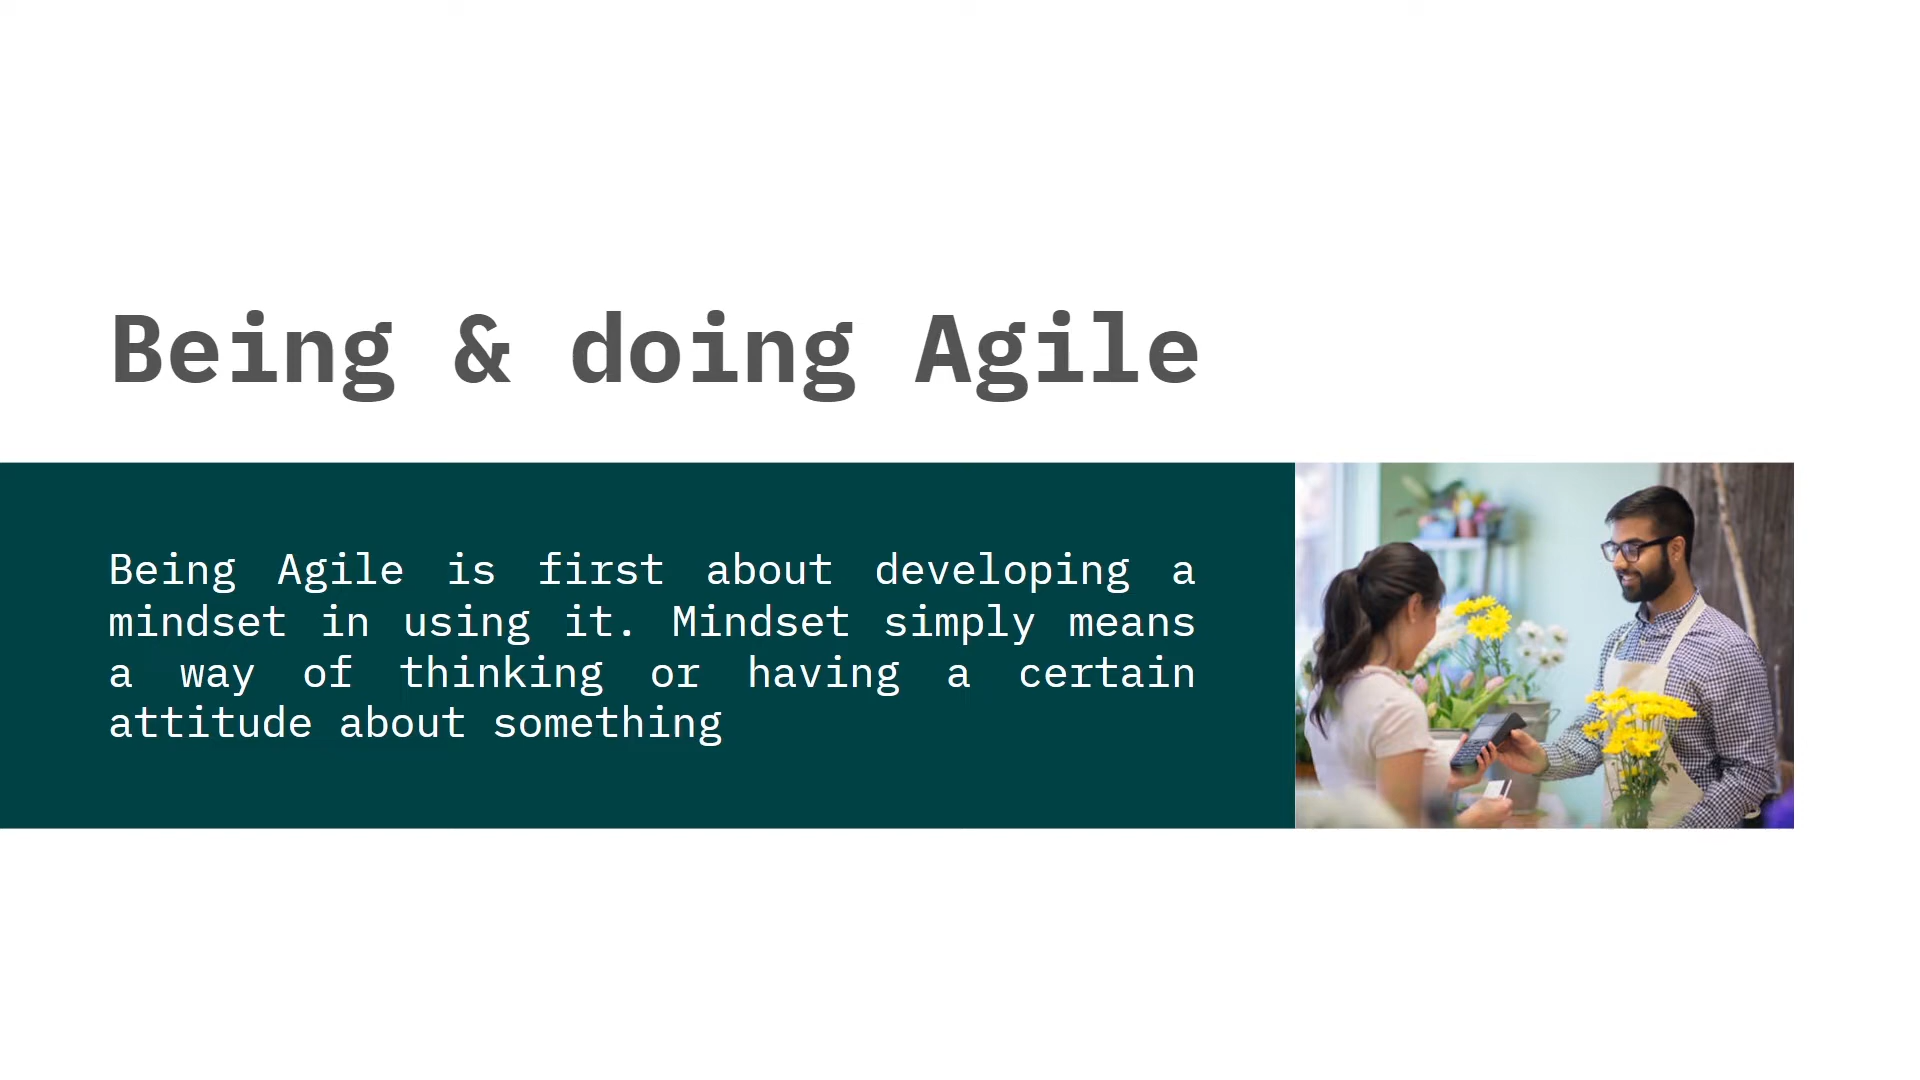 Being & doing Agile
Being Agile is first about developing a
mindset in using it. Mindset simply means
a way of thinking or having a certain
attitude about something